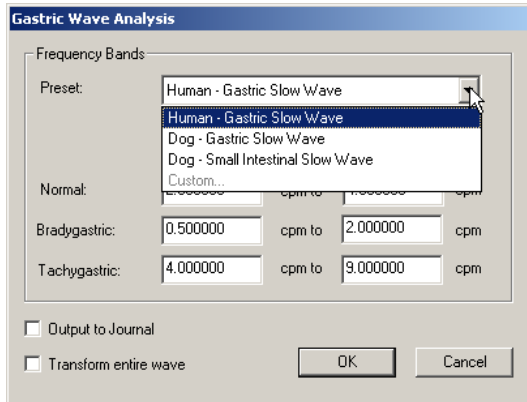 Gastric Wave Analysis
Frequency Bands
Preset: Human - Gastric Slow Wave
Human - Gastric Slow Wave
Dog - Gastric Slow Wave
Dog - Small Intestinal Slow Wave
Custom...
Normal: cpm to cpm
Bradygastric: 0.500000 cpm to 2.000000 cpm
Tachygastric: 4.000000 cpm to 9.000000 cpm
Output to Journal
Transform entire wave OK Cancel